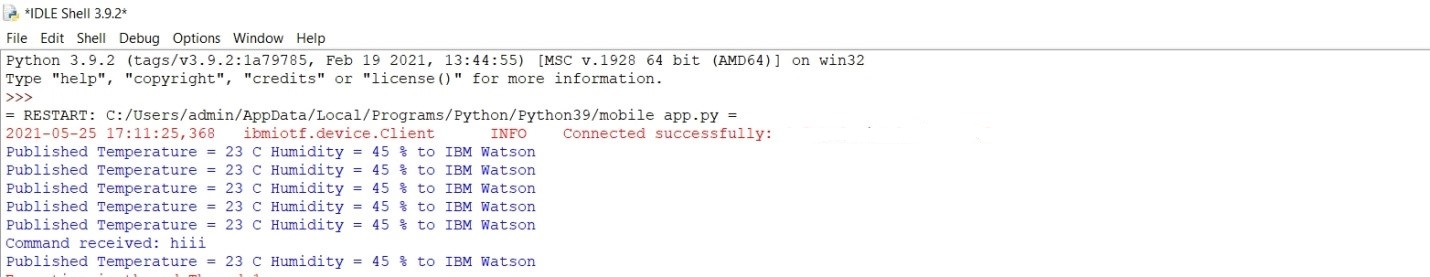 *IDLE Shell 3.9.2*
File Edit Shell Debug Options Window Help
Python 3.9.2 (tags/v3.9.2:1a79785, Feb 19 2021, 13:44:55) [MSC v.1928 64 bit (AMD64)] on win32
Type "help", "copyright", "credits" or "license()" for more information.
>>>
= RESTART: C:/Users/admin/AppData/Local/Programs/Python/Python39/mobile app.py =
2021-05-25 17:11:25,368   ibmiotf.device.Client      INFO    Connected successfully:
Published Temperature = 23 C Humidity = 45 % to IBM Watson
Published Temperature = 23 C Humidity = 45 % to IBM Watson
Published Temperature = 23 C Humidity = 45 % to IBM Watson
Published Temperature = 23 C Humidity = 45 % to IBM Watson
Published Temperature = 23 C Humidity = 45 % to IBM Watson
Command received: hiii
Published Temperature = 23 C Humidity = 45 % to IBM Watson